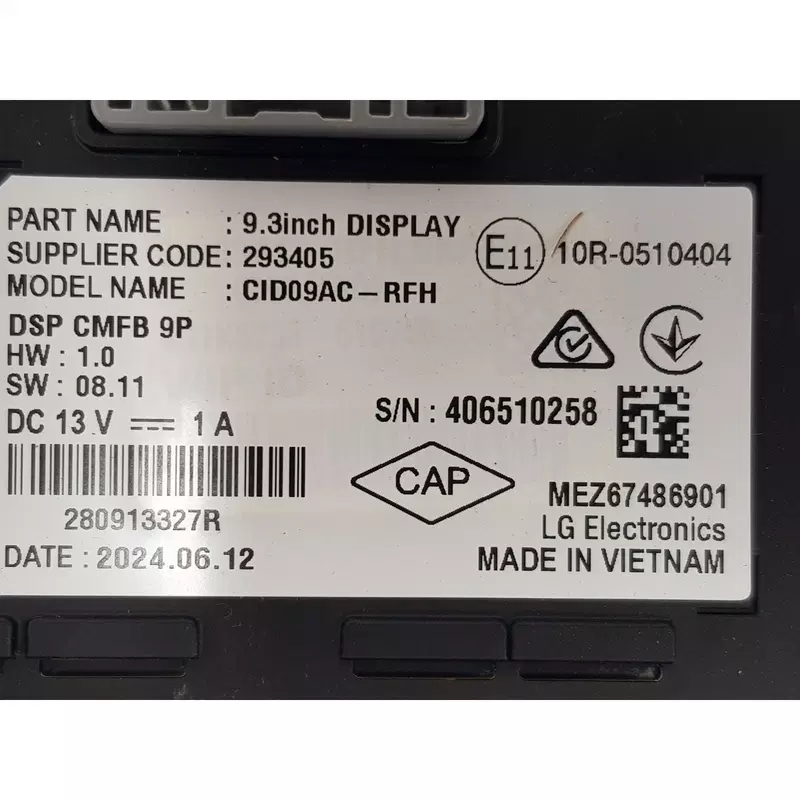 PART NAME : 9.3inch DISPLAY
SUPPLIER CODE: 293405
MODEL NAME : CID09AC-RFH
E11 10R-0510404
DSP CMFB 9P
HW : 1.0
SW : 08.11
DC 13 V ⎓ 1 A
S/N : 406510258
280913327R
DATE : 2024.06.12
CAP
MEZ67486901
LG Electronics
MADE IN VIETNAM